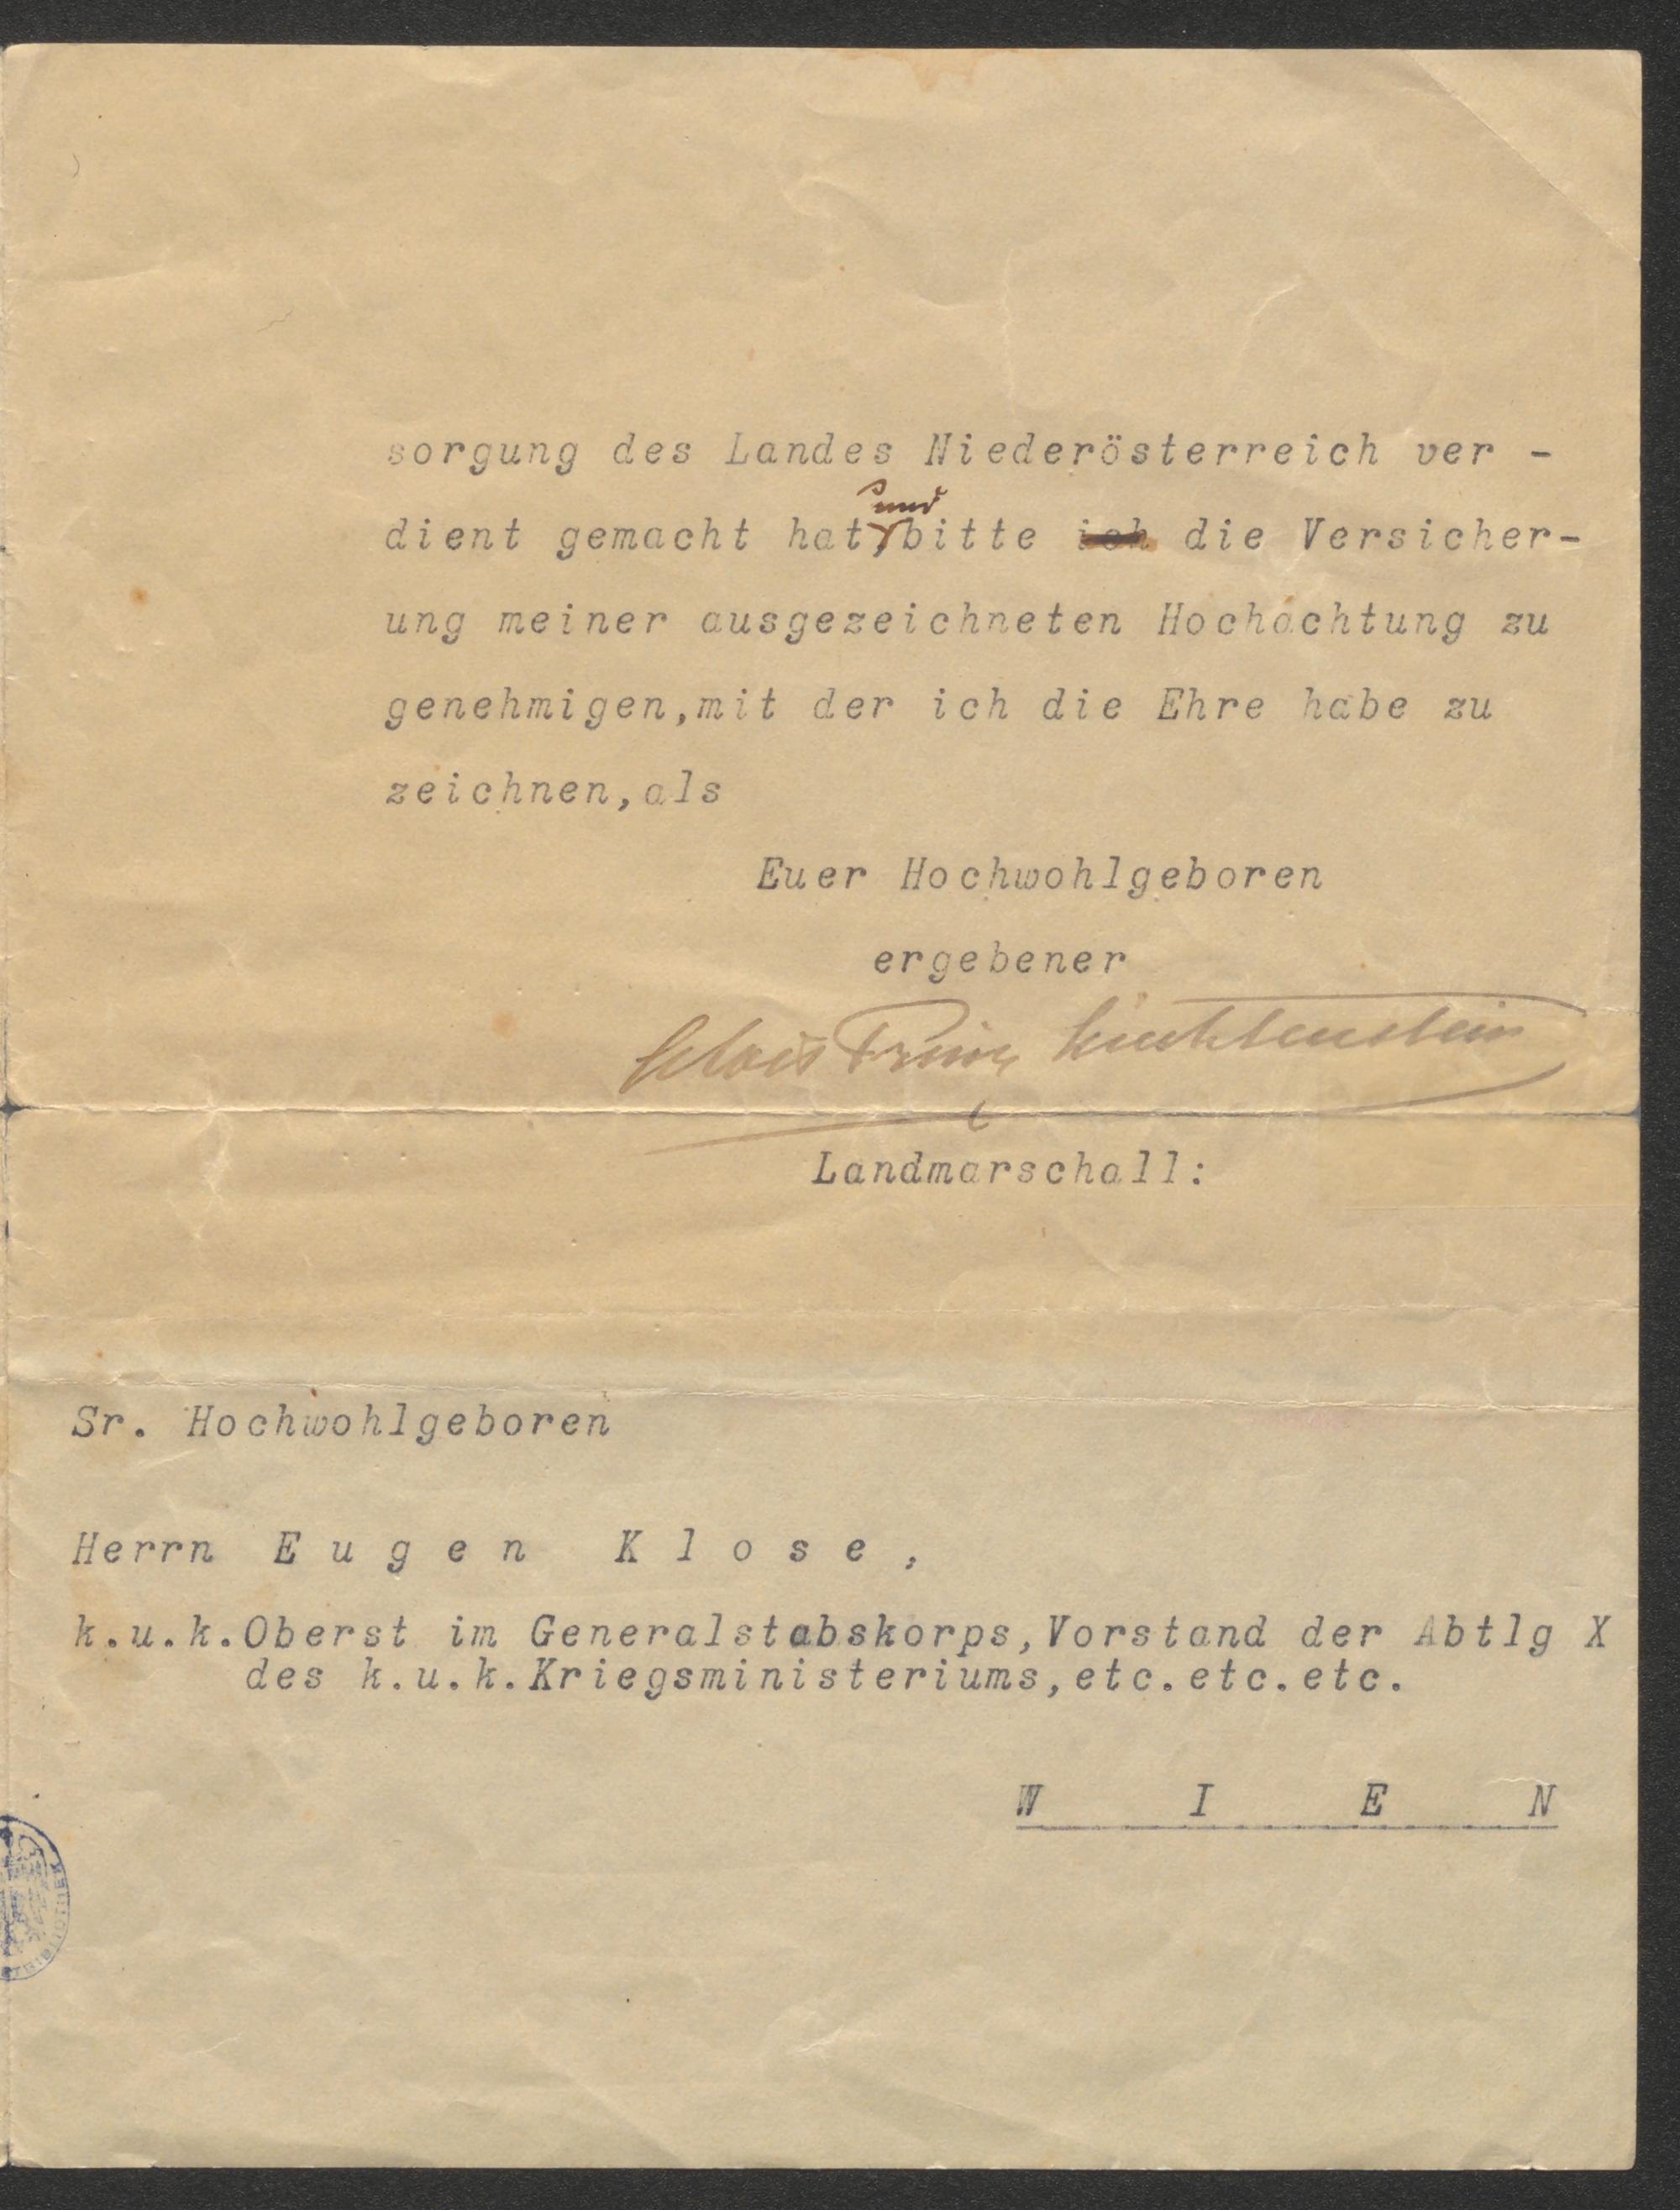 sorgung des Landes Niederösterreich ver -
und
dient gemacht hat, bitte ich die Versicher-
ung meiner ausgezeichneten Hochachtung zu
genehmigen,mit der ich die Ehre habe zu
zeichnen,als
Euer Hochwohlgeboren
ergebener
Alois Prinz Liechtenstein
Landmarschall:
Sr. Hochwohlgeboren
Herrn E u g e n K l o s e ,
k.u.k.Oberst im Generalstabskorps,Vorstand der Abtlg X
des k.u.k.Kriegsministeriums,etc.etc.etc.
W I E N